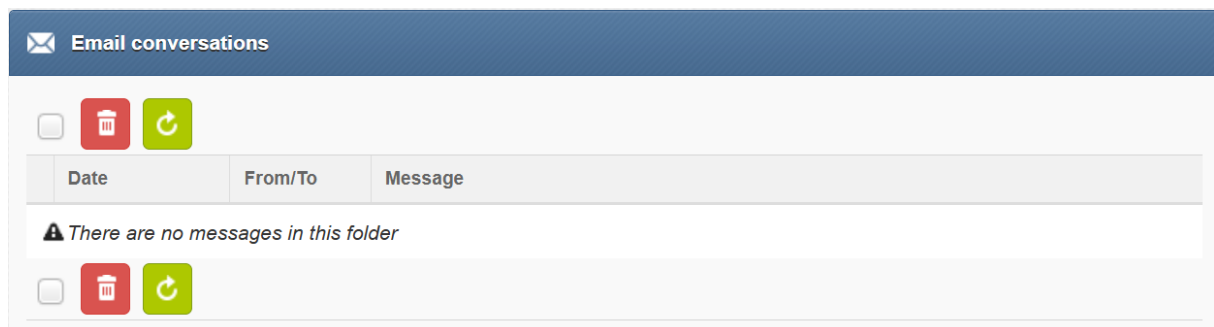 Email conversations
Date From/To Message
There are no messages in this folder